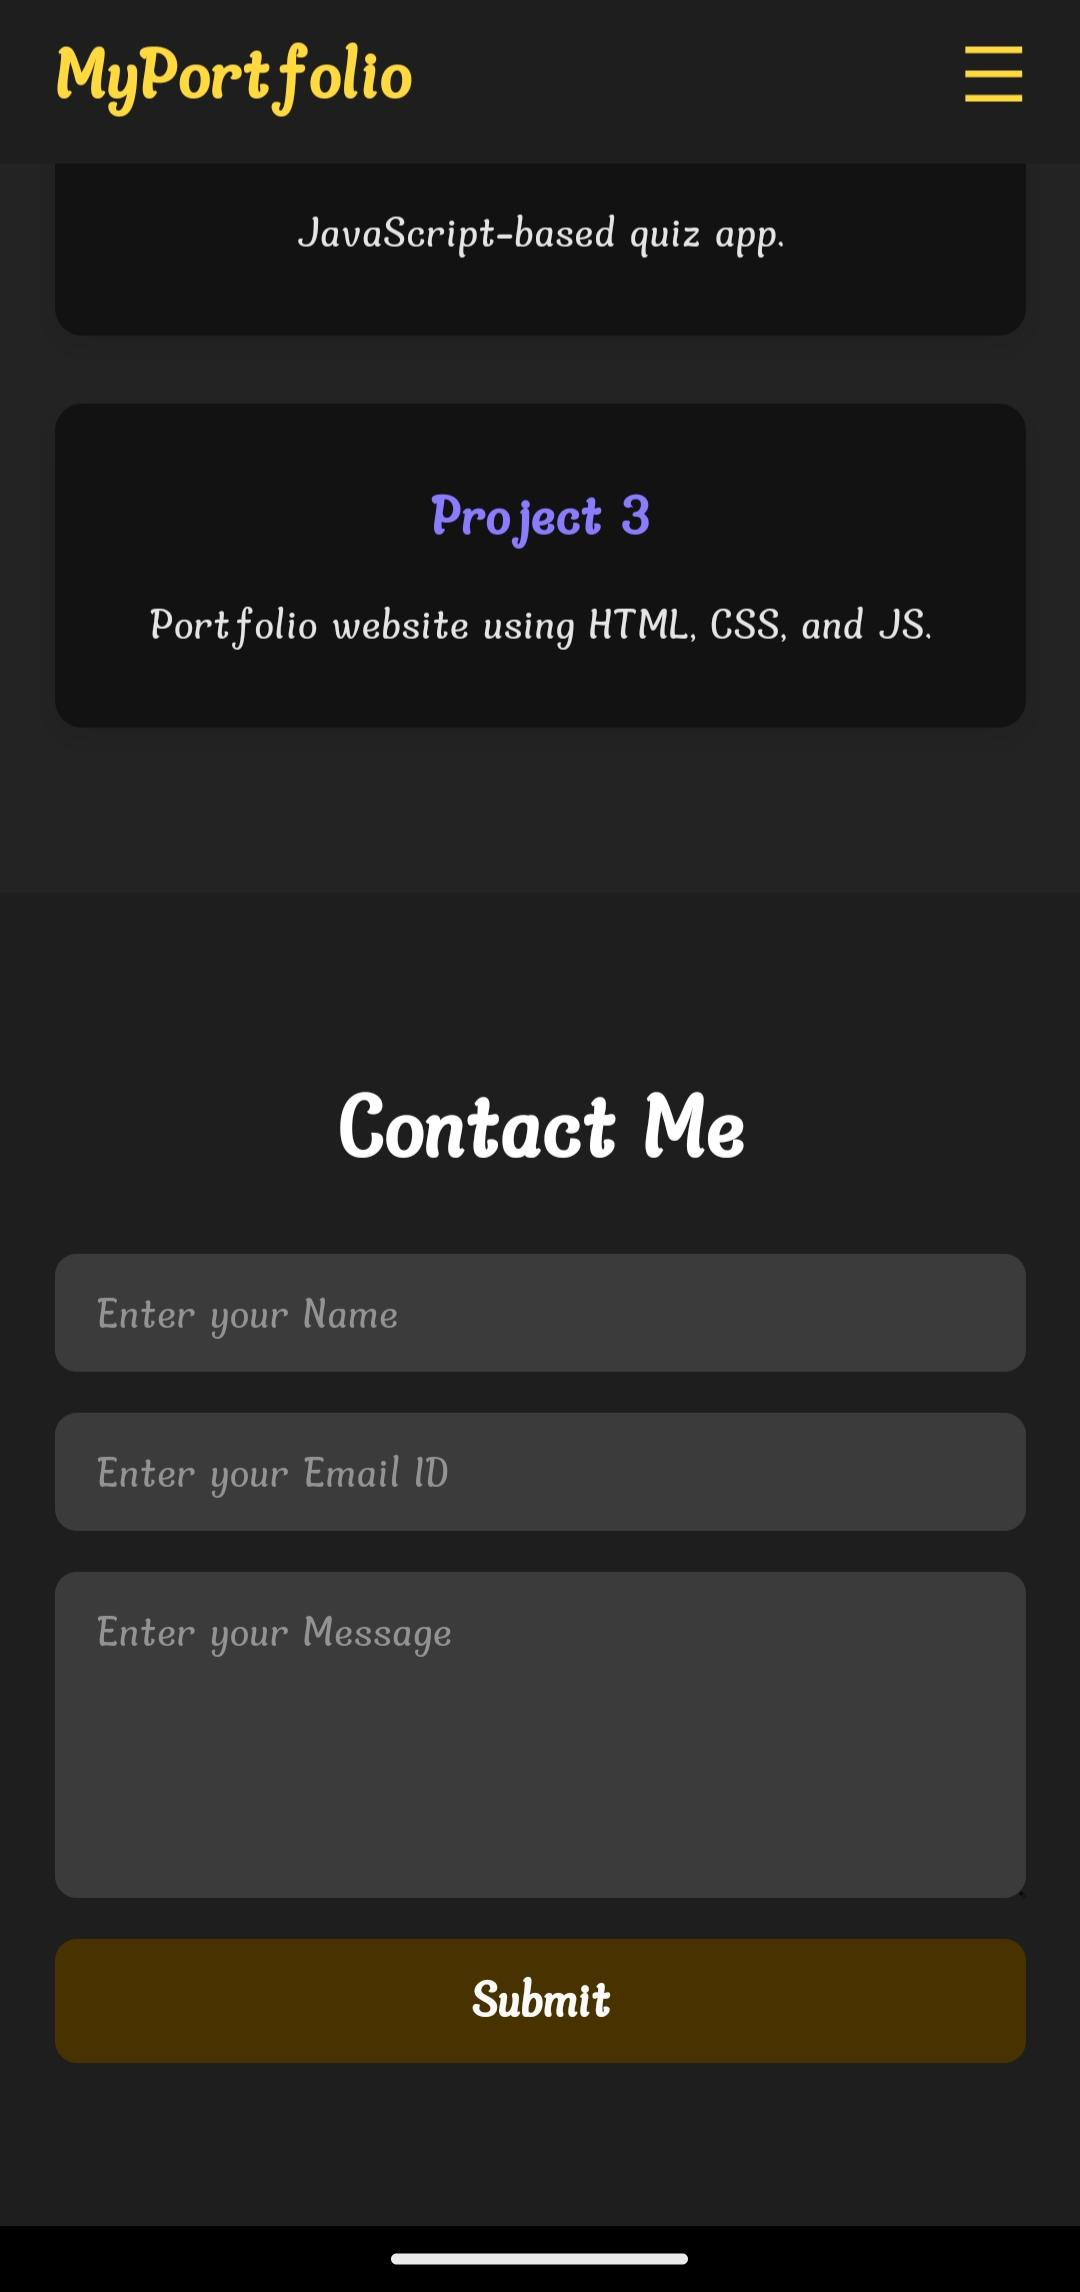 MyPortfolio
JavaScript-based quiz app.
Project 3
Portfolio website using HTML, CSS, and JS.
Contact Me
Enter your Name
Enter your Email ID
Enter your Message
Submit